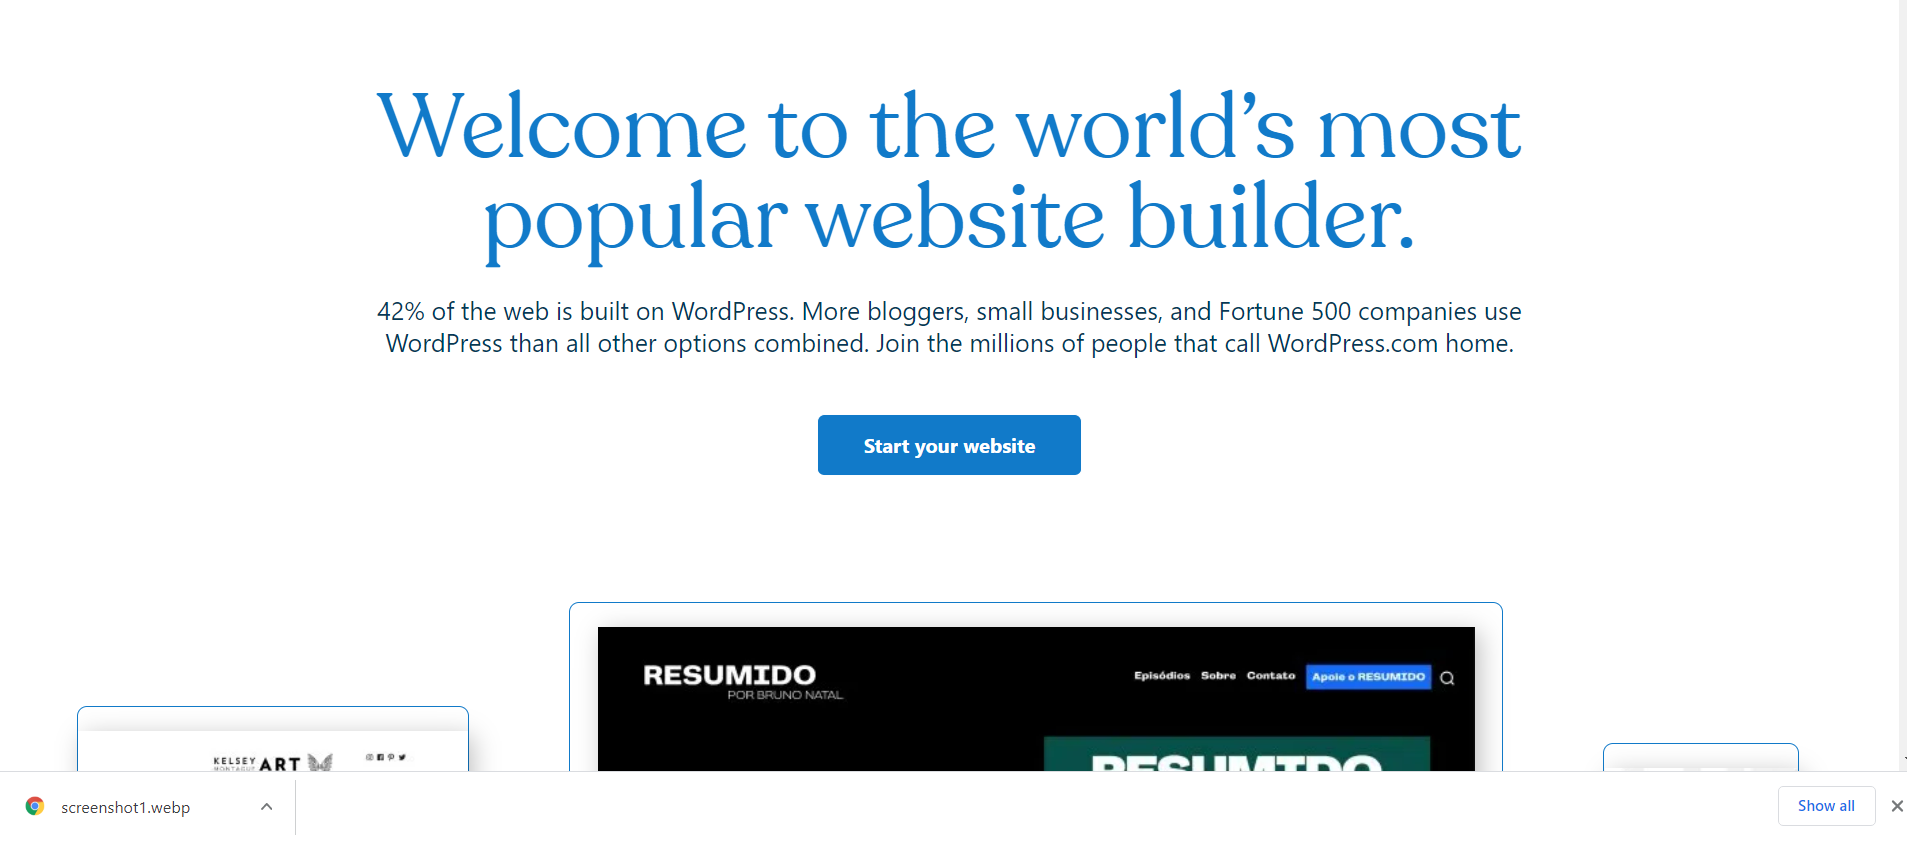 Welcome to the world’s most
popular website builder.
42% of the web is built on WordPress. More bloggers, small businesses, and Fortune 500 companies use
WordPress than all other options combined. Join the millions of people that call WordPress.com home.
Start your website
RESUMIDO
POR BRUNO NATAL
Episódios Sobre Contato Apoie o RESUMIDO
RESUMIDO
KELSEY ART
MONTAGUE
screenshot1.webp
Show all